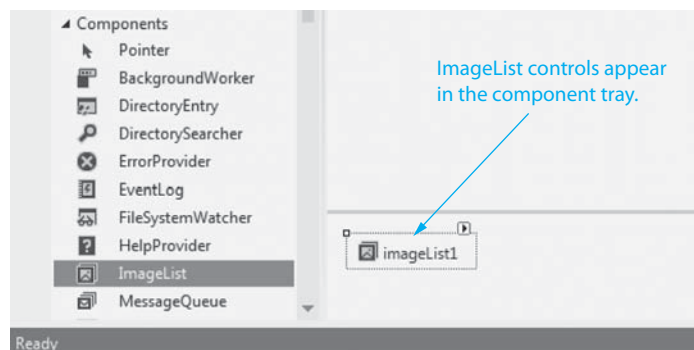 Components
Pointer
BackgroundWorker
DirectoryEntry
DirectorySearcher
ErrorProvider
EventLog
FileSystemWatcher
HelpProvider
ImageList
MessageQueue
ImageList controls appear
in the component tray.
imageList1
Ready